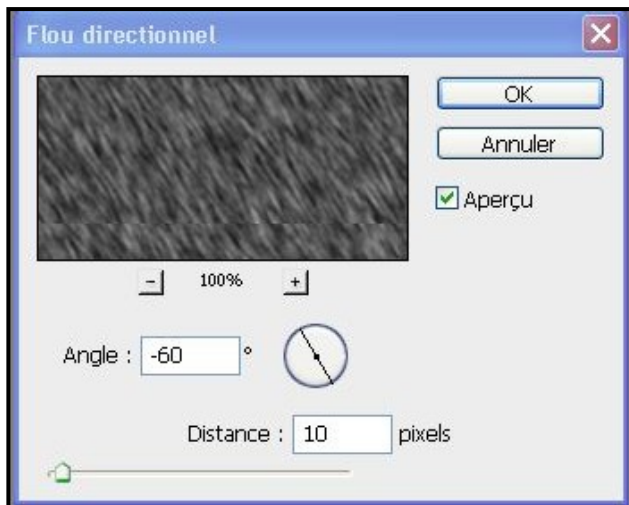 Flou directionnel
OK
Annuler
Aperçu
- 100% +
Angle : -60 °
Distance : 10 pixels